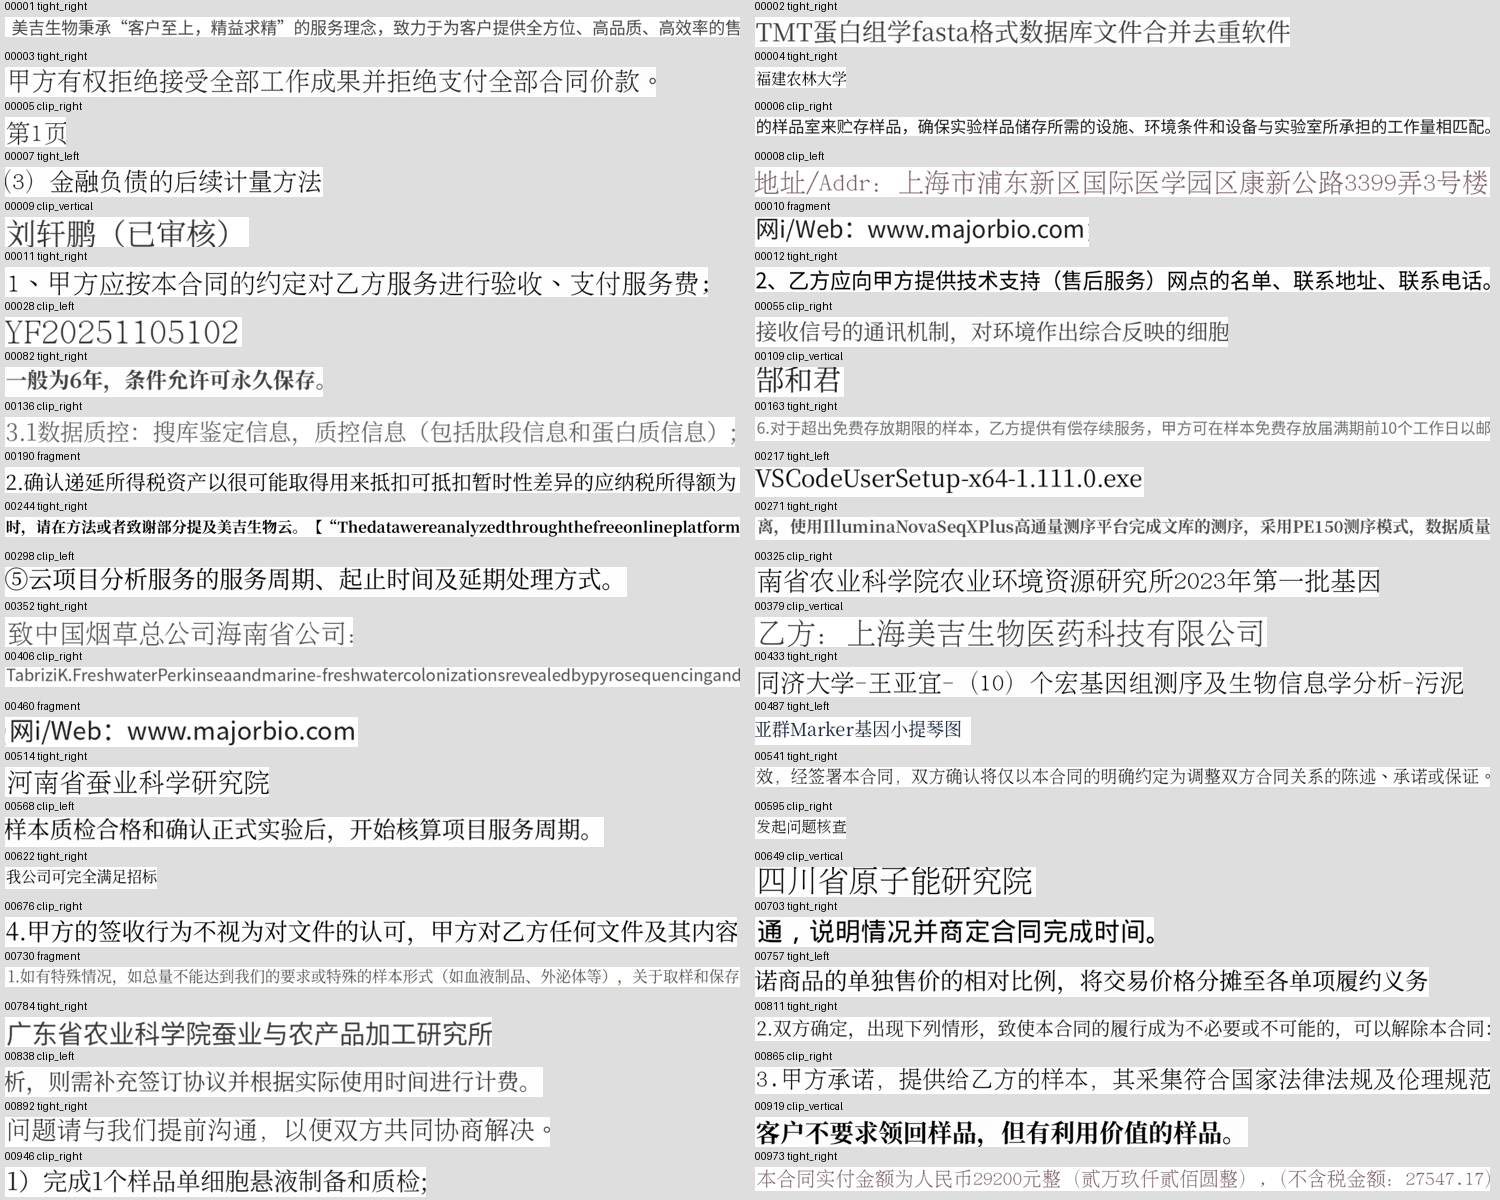 00001 tight_right
美吉生物秉承“客户至上，精益求精”的服务理念，致力于为客户提供全方位、高品质、高效率的售
00002 tight_right
TMT蛋白组学fasta格式数据库文件合并去重软件
00003 tight_right
甲方有权拒绝接受全部工作成果并拒绝支付全部合同价款。
00004 tight_right
福建农林大学
00005 clip_right
第1页
00006 clip_right
的样品室来贮存样品，确保实验样品储存所需的设施、环境条件和设备与实验室所承担的工作量相匹配。
00007 tight_left
（3）金融负债的后续计量方法
00008 clip_left
地址/Addr：上海市浦东新区国际医学园区康新公路3399弄3号楼
00009 clip_vertical
刘轩鹏（已审核）
00010 fragment
网i/Web：www.majorbio.com
00011 tight_right
1、甲方应按本合同的约定对乙方服务进行验收、支付服务费；
00012 tight_right
2、乙方应向甲方提供技术支持（售后服务）网点的名单、联系地址、联系电话。
00028 clip_left
YF20251105102
00055 clip_right
接收信号的通讯机制，对环境作出综合反映的细胞
00082 tight_right
一般为6年，条件允许可永久保存。
00109 clip_vertical
郜和君
00136 clip_right
3.1数据质控：搜库鉴定信息，质控信息（包括肽段信息和蛋白质信息）；
00163 tight_right
6.对于超出免费存放期限的样本，乙方提供有偿存续服务，甲方可在样本免费存放届满期前10个工作日以邮
00190 fragment
2.确认递延所得税资产以很可能取得用来抵扣可抵扣暂时性差异的应纳税所得额为
00217 tight_left
VSCodeUserSetup-x64-1.111.0.exe
00244 tight_right
时，请在方法或者致谢部分提及美吉生物云。【“Thedatawereanalyzedthroughthefreeonlineplatform
00271 tight_right
离，使用IlluminaNovaSeqXPlus高通量测序平台完成文库的测序，采用PE150测序模式，数据质量
00298 clip_left
⑤云项目分析服务的服务周期、起止时间及延期处理方式。
00325 clip_right
南省农业科学院农业环境资源研究所2023年第一批基因
00352 tight_right
致中国烟草总公司海南省公司：
00379 clip_vertical
乙方：上海美吉生物医药科技有限公司
00406 clip_right
TabriziK.FreshwaterPerkinseaandmarine-freshwatercolonizationsrevealedbypyrosequencingand
00433 tight_right
同济大学-王亚宜-（10）个宏基因组测序及生物信息学分析-污泥
00460 fragment
网i/Web：www.majorbio.com
00487 tight_left
亚群Marker基因小提琴图
00514 tight_right
河南省蚕业科学研究院
00541 tight_right
效，经签署本合同，双方确认将仅以本合同的明确约定为调整双方合同关系的陈述、承诺或保证。
00568 clip_left
样本质检合格和确认正式实验后，开始核算项目服务周期。
00595 clip_right
发起问题核查
00622 tight_right
我公司可完全满足招标
00649 clip_vertical
四川省原子能研究院
00676 clip_right
4.甲方的签收行为不视为对文件的认可，甲方对乙方任何文件及其内容
00703 tight_right
通，说明情况并商定合同完成时间。
00730 fragment
1.如有特殊情况，如总量不能达到我们的要求或特殊的样本形式（如血液制品、外泌体等），关于取样和保存
00757 tight_left
诺商品的单独售价的相对比例，将交易价格分摊至各单项履约义务
00784 tight_right
广东省农业科学院蚕业与农产品加工研究所
00811 tight_right
2.双方确定，出现下列情形，致使本合同的履行成为不必要或不可能的，可以解除本合同：
00838 clip_left
析，则需补充签订协议并根据实际使用时间进行计费。
00865 clip_right
3.甲方承诺，提供给乙方的样本，其采集符合国家法律法规及伦理规范
00892 tight_right
问题请与我们提前沟通，以便双方共同协商解决。
00919 clip_vertical
客户不要求领回样品，但有利用价值的样品。
00946 clip_right
1）完成1个样品单细胞悬液制备和质检；
00973 tight_right
本合同实付金额为人民币29200元整（贰万玖仟贰佰圆整），（不含税金额：27547.17）